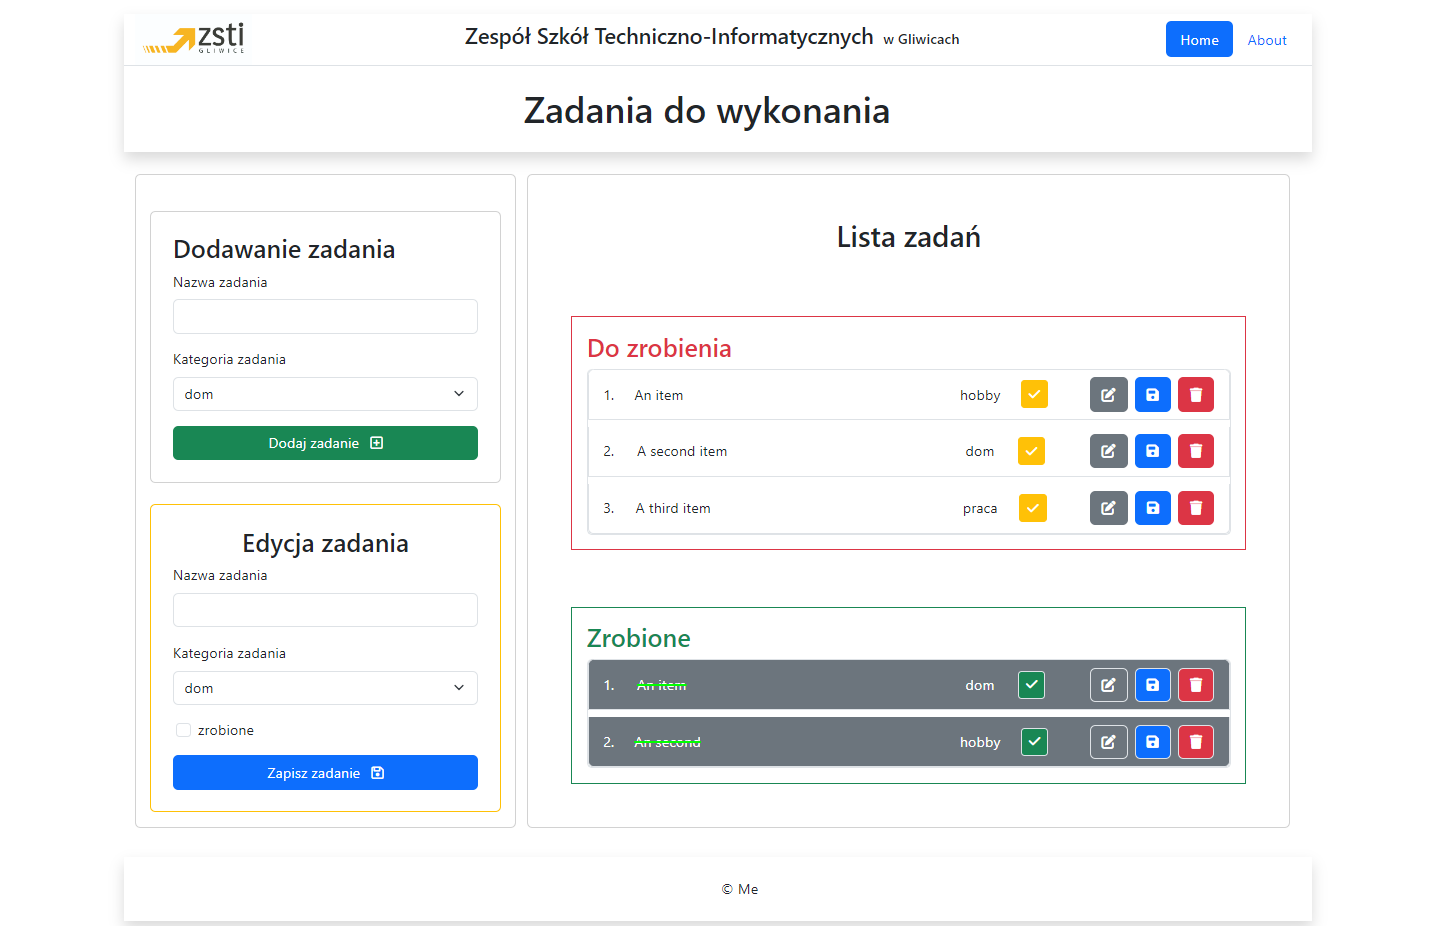 zsti
GLIWICE
Zespół Szkół Techniczno-Informatycznych w Gliwicach
Home
About
Zadania do wykonania
Dodawanie zadania
Nazwa zadania
Kategoria zadania
dom
Dodaj zadanie
Edycja zadania
Nazwa zadania
Kategoria zadania
dom
zrobione
Zapisz zadanie
Lista zadań
Do zrobienia
1. An item hobby
2. A second item dom
3. A third item praca
Zrobione
1. An item dom
2. An second hobby
© Me